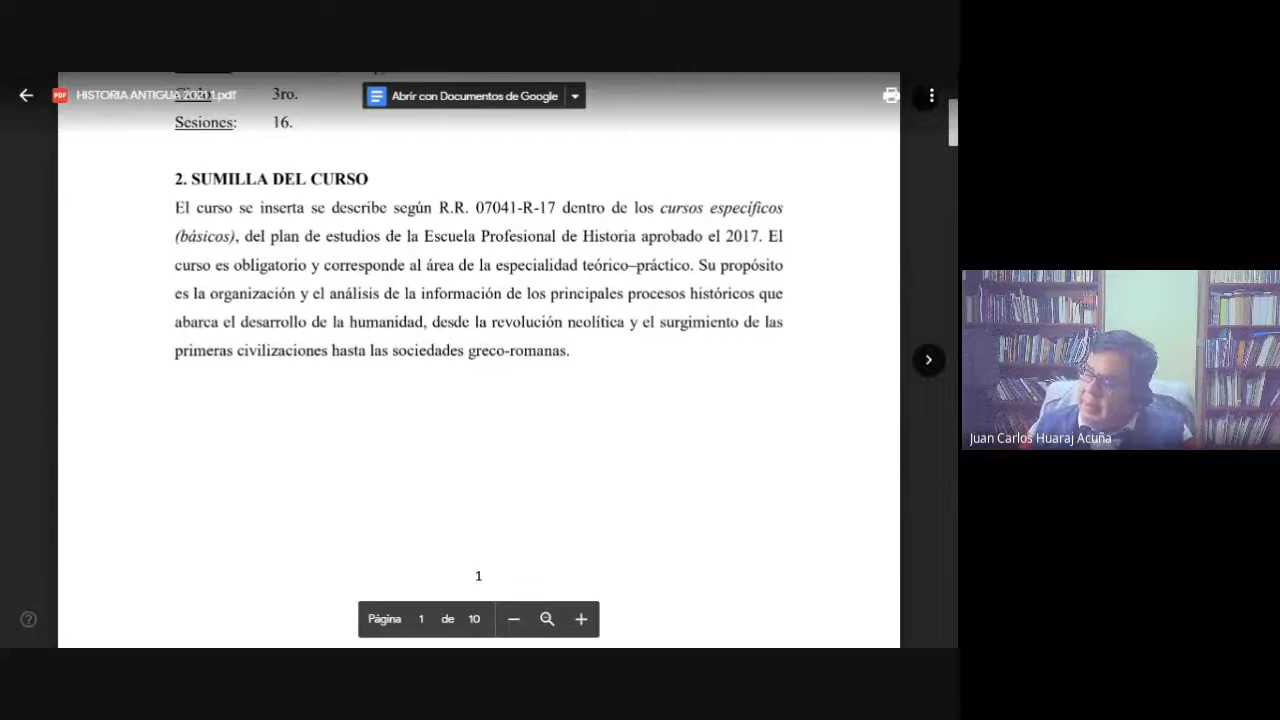 PDF HISTORIA ANTIGUA 2021 1.pdf
Abrir con Documentos de Google
3ro.
Sesiones: 16.
2. SUMILLA DEL CURSO
El curso se inserta se describe según R.R. 07041-R-17 dentro de los cursos específicos
(básicos), del plan de estudios de la Escuela Profesional de Historia aprobado el 2017. El
curso es obligatorio y corresponde al área de la especialidad teórico–práctico. Su propósito
es la organización y el análisis de la información de los principales procesos históricos que
abarca el desarrollo de la humanidad, desde la revolución neolítica y el surgimiento de las
primeras civilizaciones hasta las sociedades greco-romanas.
Juan Carlos Huaraj Acuña
1
Página 1 de 10